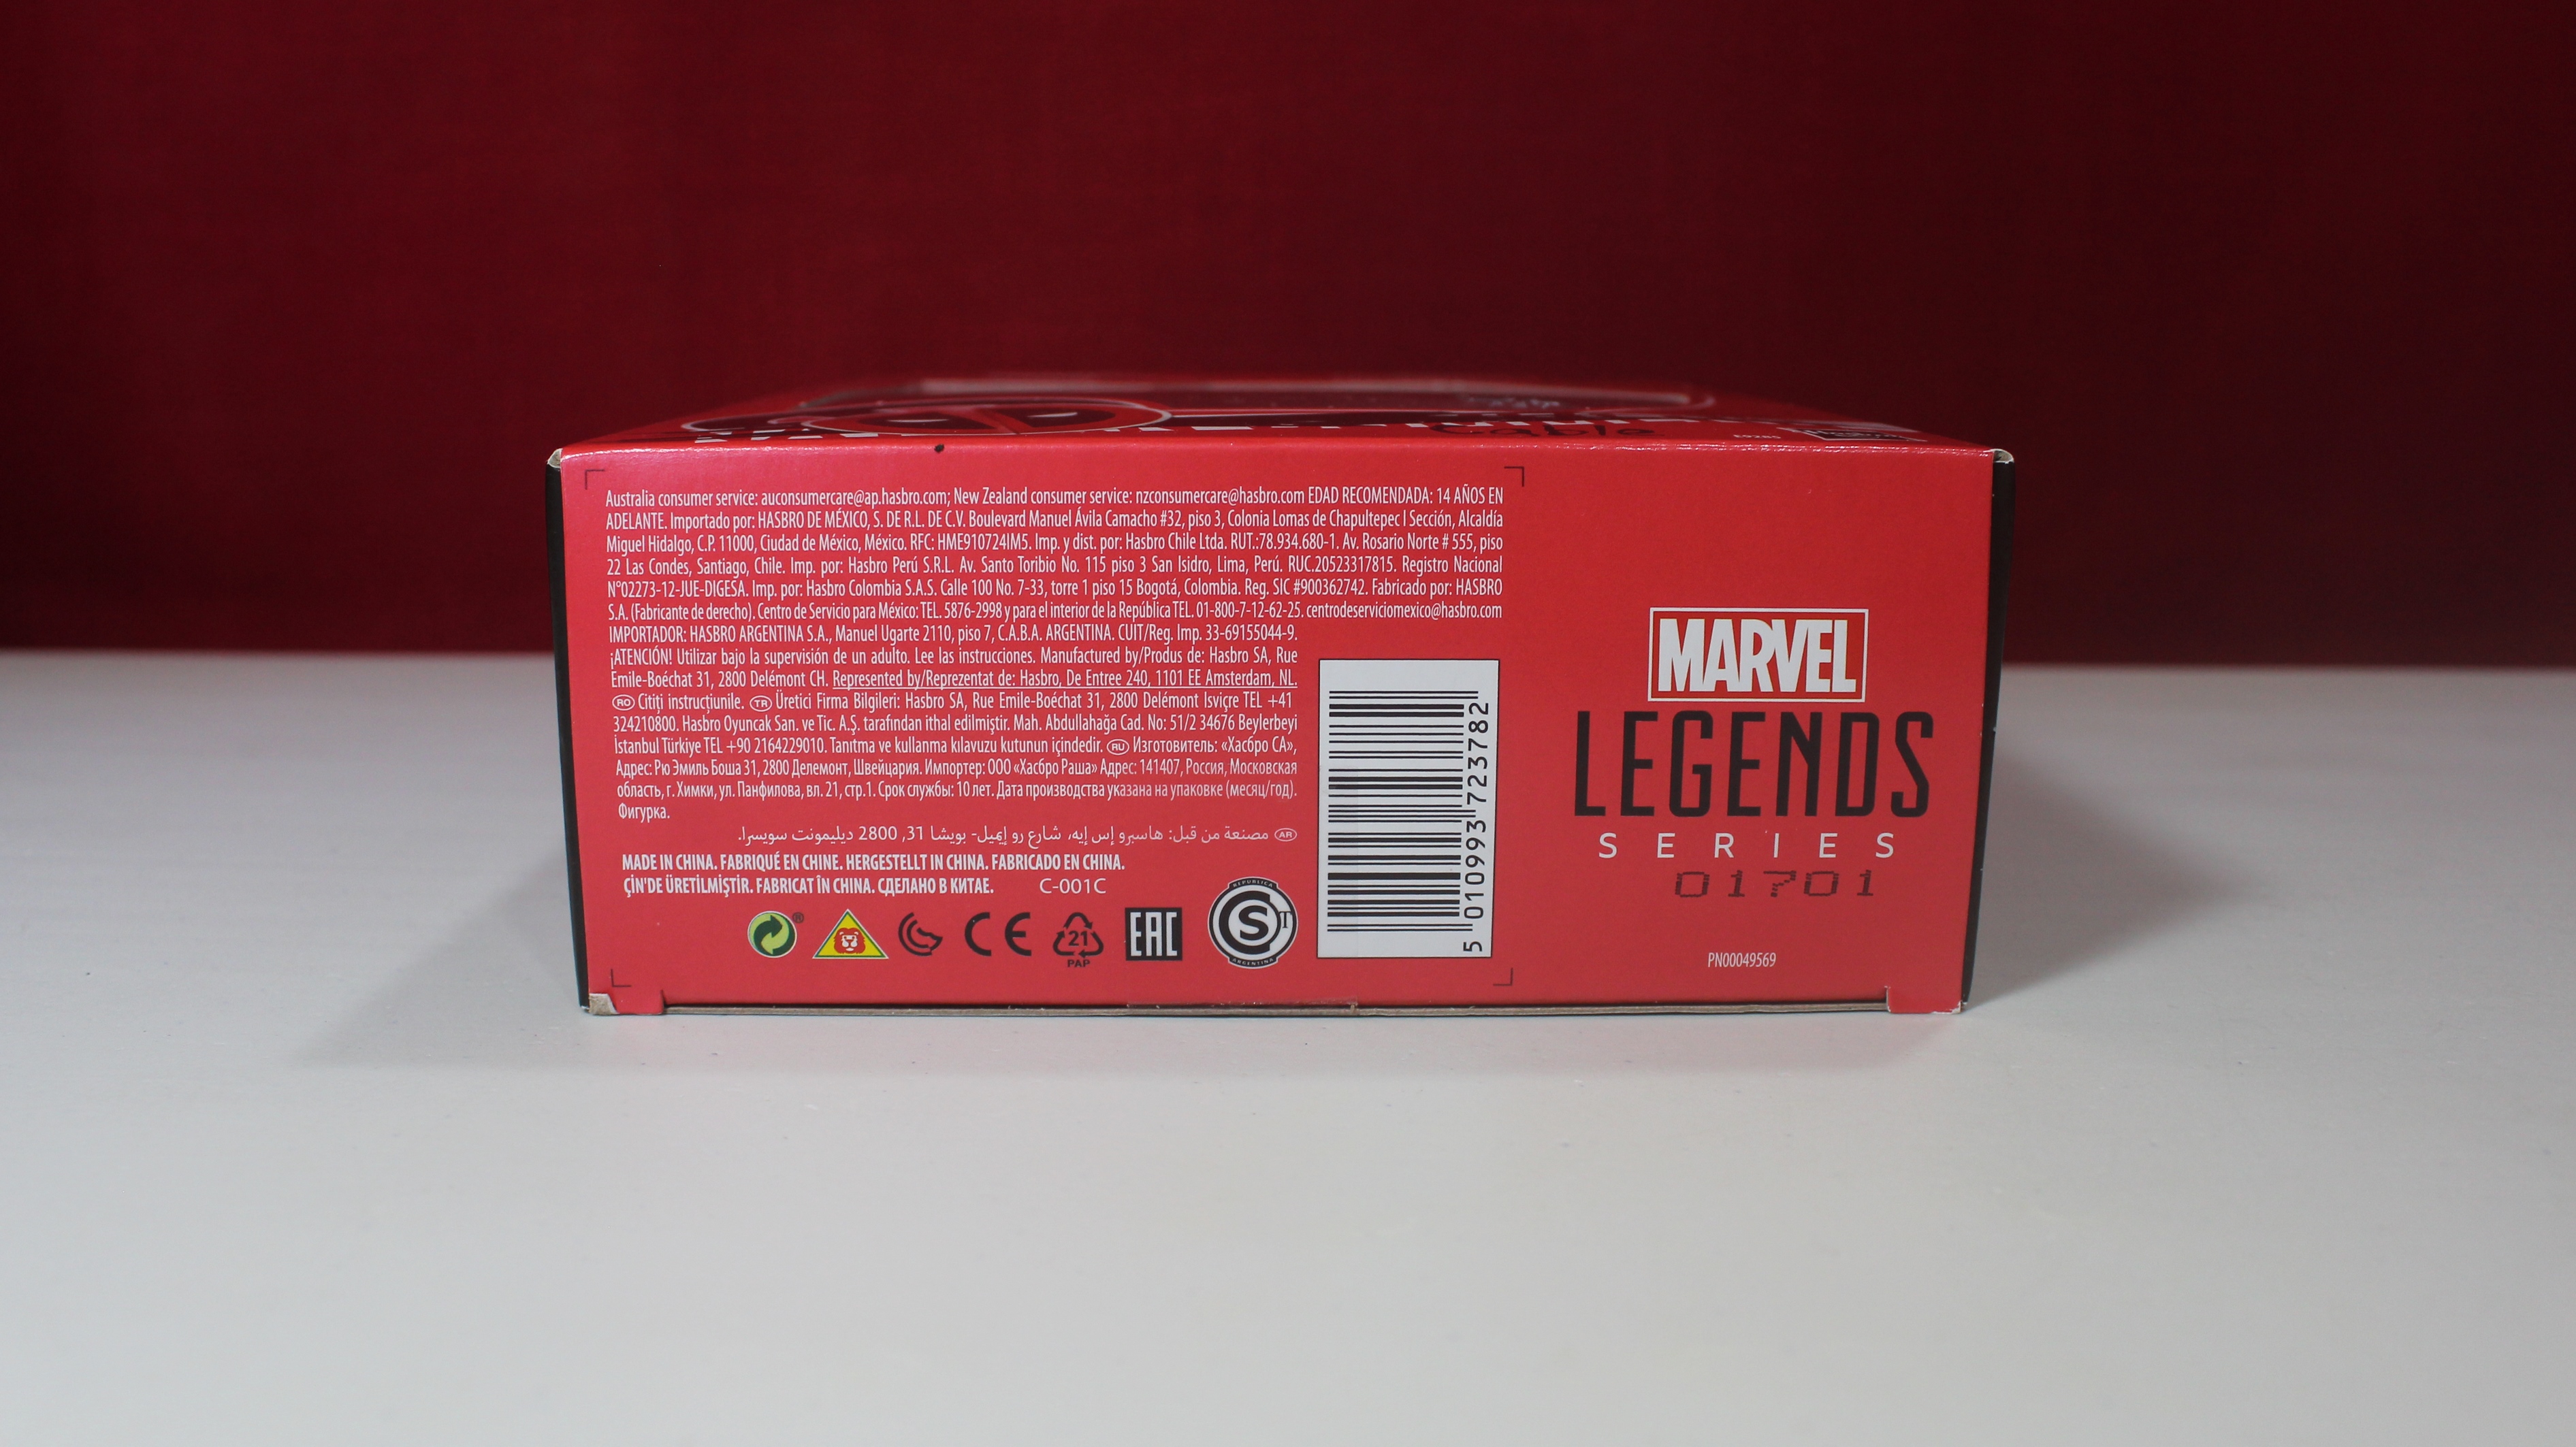 Cable
E9285
Australia consumer service: auconsumercare@ap.hasbro.com; New Zealand consumer service: nzconsumercare@hasbro.com EDAD RECOMENDADA: 14 AÑOS EN
ADELANTE. Importado por: HASBRO DE MÉXICO, S. DE R.L. DE C.V. Boulevard Manuel Ávila Camacho #32, piso 3, Colonia Lomas de Chapultepec I Sección, Alcaldía
Miguel Hidalgo, C.P. 11000, Ciudad de México, México. RFC: HME910724IM5. Imp. y dist. por: Hasbro Chile Ltda. RUT.:78.934.680-1. Av. Rosario Norte # 555, piso
22 Las Condes, Santiago, Chile. Imp. por: Hasbro Perú S.R.L. Av. Santo Toribio No. 115 piso 3 San Isidro, Lima, Perú. RUC.20523317815. Registro Nacional
N°02273-12-JUE-DIGESA. Imp. por: Hasbro Colombia S.A.S. Calle 100 No. 7-33, torre 1 piso 15 Bogotá, Colombia. Reg. SIC #900362742. Fabricado por: HASBRO
S.A. (Fabricante de derecho). Centro de Servicio para México: TEL. 5876-2998 y para el interior de la República TEL. 01-800-7-12-62-25. centrodeserviciomexico@hasbro.com
IMPORTADOR: HASBRO ARGENTINA S.A., Manuel Ugarte 2110, piso 7, C.A.B.A. ARGENTINA. CUIT/Reg. Imp. 33-69155044-9.
¡ATENCIÓN! Utilizar bajo la supervisión de un adulto. Lee las instrucciones. Manufactured by/Produs de: Hasbro SA, Rue
Emile-Boéchat 31, 2800 Delémont CH. Represented by/Reprezentat de: Hasbro, De Entree 240, 1101 EE Amsterdam, NL.
RO Citiți instrucțiunile. TR Üretici Firma Bilgileri: Hasbro SA, Rue Emile-Boéchat 31, 2800 Delémont İsviçre TEL +41
324210800. Hasbro Oyuncak San. ve Tic. A.Ş. tarafından ithal edilmiştir. Mah. Abdullahağa Cad. No: 51/2 34676 Beylerbeyi
İstanbul Türkiye TEL +90 2164229010. Tanıtma ve kullanma kılavuzu kutunun içindedir. RU Изготовитель: «Хасбро СА»,
Адрес: Рю Эмиль Боша 31, 2800 Делемонт, Швейцария. Импортер: ООО «Хасбро Раша» Адрес: 141407, Россия, Московская
область, г. Химки, ул. Панфилова, вл. 21, стр.1. Срок службы: 10 лет. Дата производства указана на упаковке (месяц/год).
Фигурка.
AR مصنعة من قبل: هاسبرو إس إيه، شارع رو إيميل- بويشا 31, 2800 ديليمونت سويسرا.
MADE IN CHINA. FABRIQUÉ EN CHINE. HERGESTELLT IN CHINA. FABRICADO EN CHINA.
ÇİN'DE ÜRETİLMİŞTİR. FABRICAT ÎN CHINA. СДЕЛАНО В КИТАЕ. C-001C
CE
21
PAP
EAC
REPUBLICA
S
ARGENTINA
5 010993 723782
MARVEL
LEGENDS
SERIES
01701
PN00049569